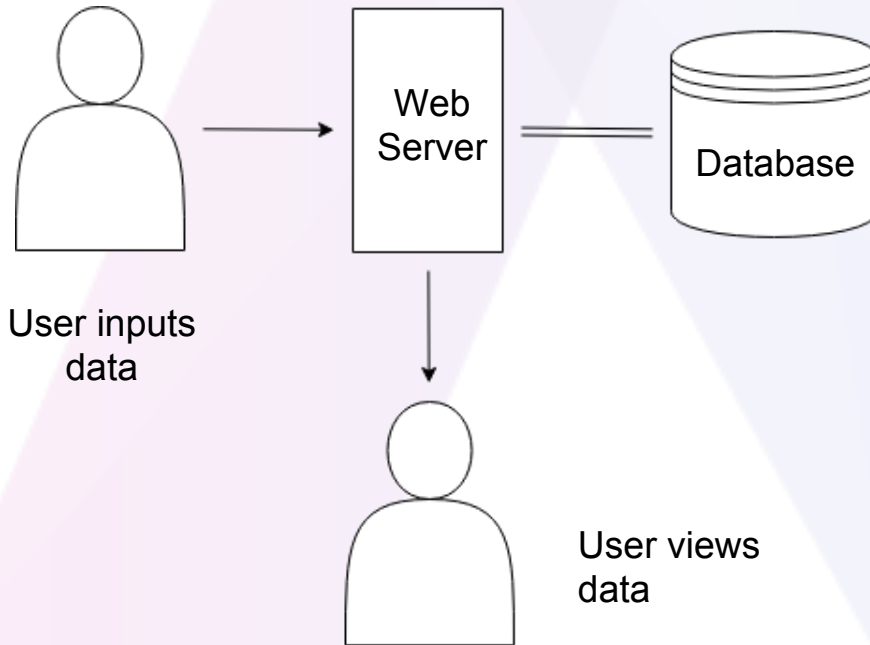 Web
Server
Database
User inputs
data
User views
data